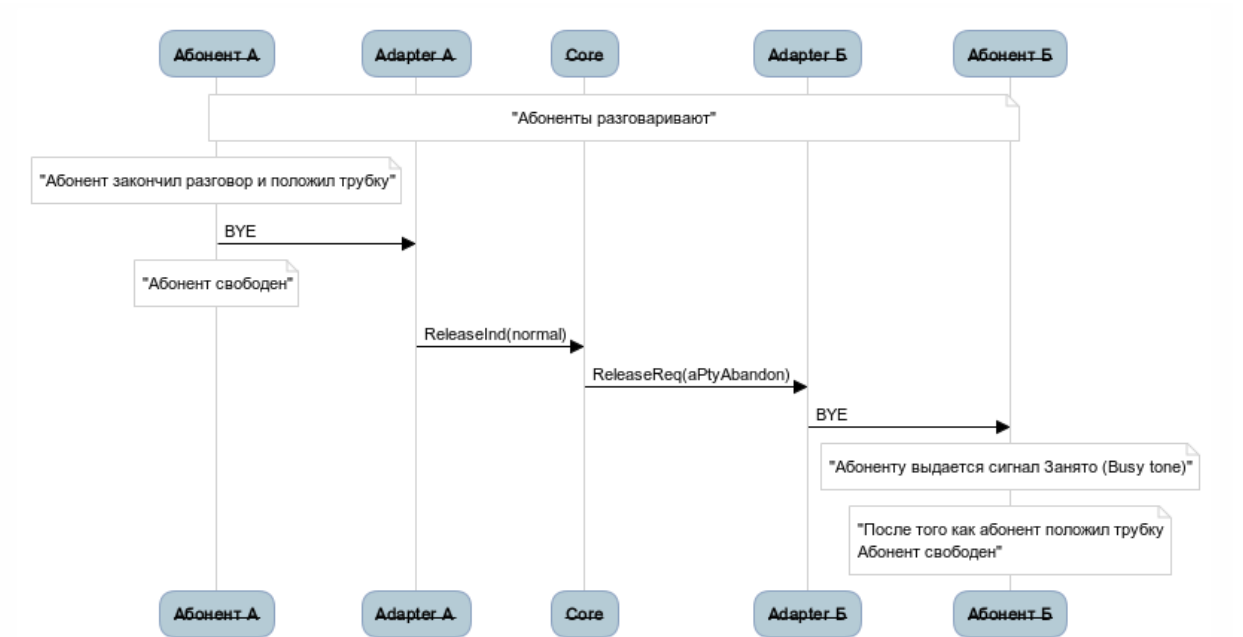 Абонент А
Adapter А
Core
Adapter Б
Абонент Б
"Абоненты разговаривают"
"Абонент закончил разговор и положил трубку"
BYE
"Абонент свободен"
ReleaseInd(normal)
ReleaseReq(aPtyAbandon)
BYE
"Абоненту выдается сигнал Занято (Busy tone)"
"После того как абонент положил трубку
Абонент свободен"
Абонент А
Adapter А
Core
Adapter Б
Абонент Б